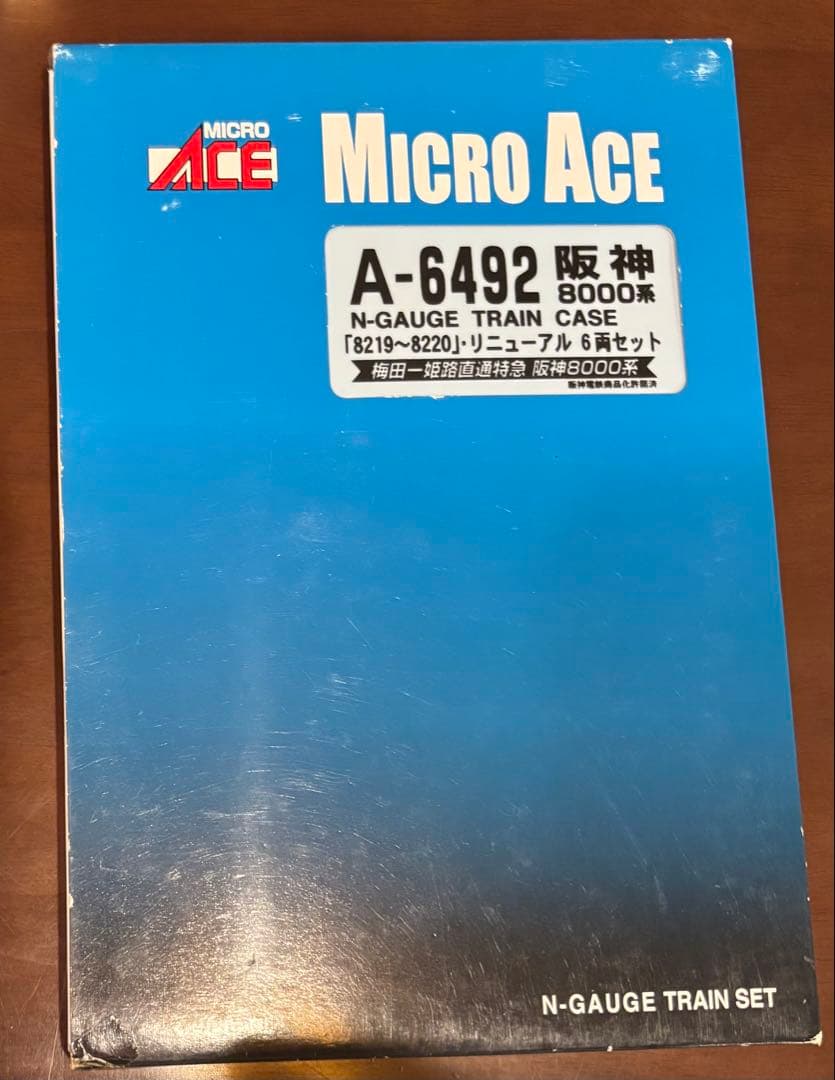 MICRO
ACE
MICRO ACE
A-6492 阪神
8000系
N-GAUGE TRAIN CASE
「8219〜8220」・リニューアル 6両セット
梅田ー姫路直通特急 阪神8000系
阪神電鉄商品化許諾済
N-GAUGE TRAIN SET